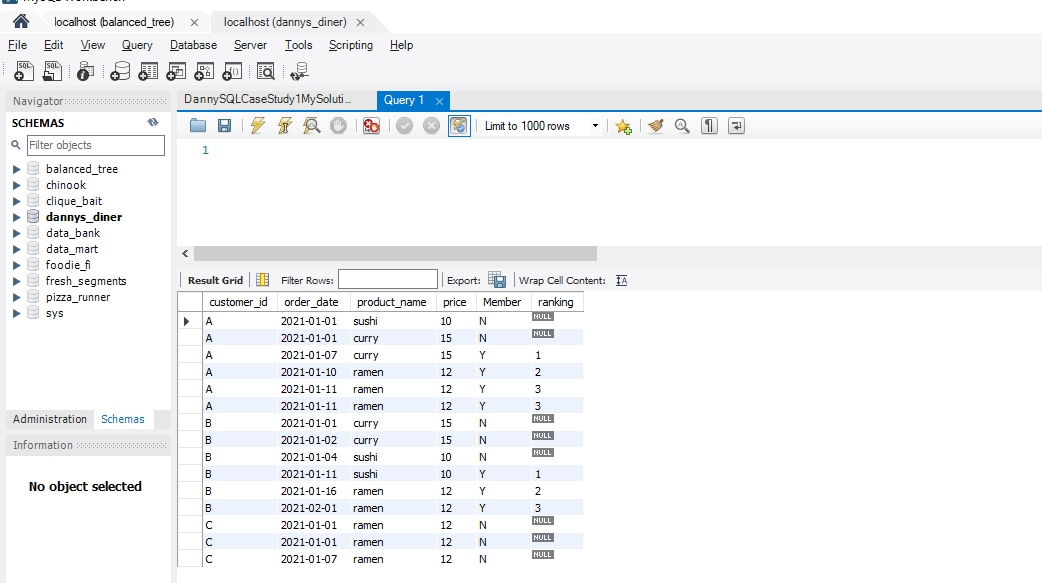 localhost (balanced_tree) × localhost (dannys_diner) ×
File Edit View Query Database Server Tools Scripting Help
Navigator
SCHEMAS
Filter objects
balanced_tree
chinook
clique_bait
dannys_diner
data_bank
data_mart
foodie_fi
fresh_segments
pizza_runner
sys
Administration Schemas
Information
No object selected
DannySQLCaseStudy1MySoluti... Query 1 ×
Limit to 1000 rows
1
Result Grid Filter Rows: Export: Wrap Cell Content:
customer_id order_date product_name price Member ranking
A 2021-01-01 sushi 10 N NULL
A 2021-01-01 curry 15 N NULL
A 2021-01-07 curry 15 Y 1
A 2021-01-10 ramen 12 Y 2
A 2021-01-11 ramen 12 Y 3
A 2021-01-11 ramen 12 Y 3
B 2021-01-01 curry 15 N NULL
B 2021-01-02 curry 15 N NULL
B 2021-01-04 sushi 10 N NULL
B 2021-01-11 sushi 10 Y 1
B 2021-01-16 ramen 12 Y 2
B 2021-02-01 ramen 12 Y 3
C 2021-01-01 ramen 12 N NULL
C 2021-01-01 ramen 12 N NULL
C 2021-01-07 ramen 12 N NULL